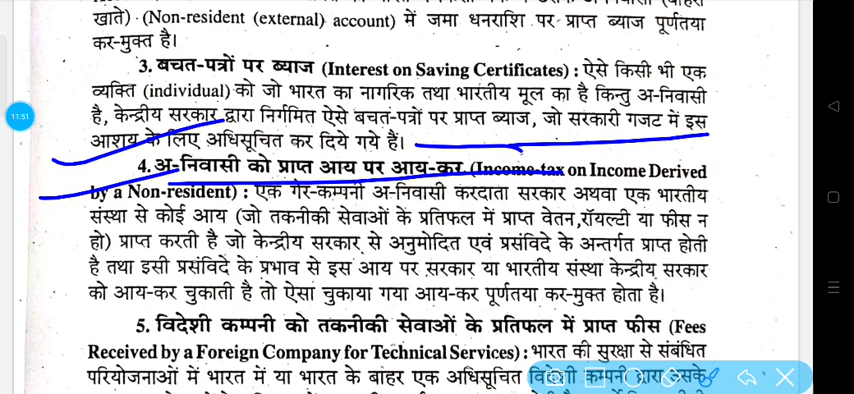 खाते) (Non-resident (external) account) में जमा धनराशि पर प्राप्त ब्याज पूर्णतया
कर-मुक्त है।
3. बचत-पत्रों पर ब्याज (Interest on Saving Certificates) : ऐसे किसी भी एक
व्यक्ति (individual) को जो भारत का नागरिक तथा भारतीय मूल का है किन्तु अ-निवासी
है, केन्द्रीय सरकार द्वारा निर्गमित ऐसे बचत-पत्रों पर प्राप्त ब्याज, जो सरकारी गजट में इस
11:51
आशय के लिए अधिसूचित कर दिये गये हैं।
4. अ-निवासी को प्राप्त आय पर आय-कर (Income-tax on Income Derived
by a Non-resident) : एक गैर-कम्पनी अ-निवासी करदाता सरकार अथवा एक भारतीय
संस्था से कोई आय (जो तकनीकी सेवाओं के प्रतिफल में प्राप्त वेतन, रॉयल्टी या फीस न
हो) प्राप्त करती है जो केन्द्रीय सरकार से अनुमोदित एवं प्रसंविदे के अन्तर्गत प्राप्त होती
है तथा इसी प्रसंविदे के प्रभाव से इस आय पर सरकार या भारतीय संस्था केन्द्रीय सरकार
को आय-कर चुकाती है तो ऐसा चुकाया गया आय-कर पूर्णतया कर-मुक्त होता है।
5. विदेशी कम्पनी को तकनीकी सेवाओं के प्रतिफल में प्राप्त फीस (Fees
Received by a Foreign Company for Technical Services) : भारत की सुरक्षा से संबंधित
परियोजनाओं में भारत में या भारत के बाहर एक अधिसूचित विदेशी कम्पनी द्वारा उसके